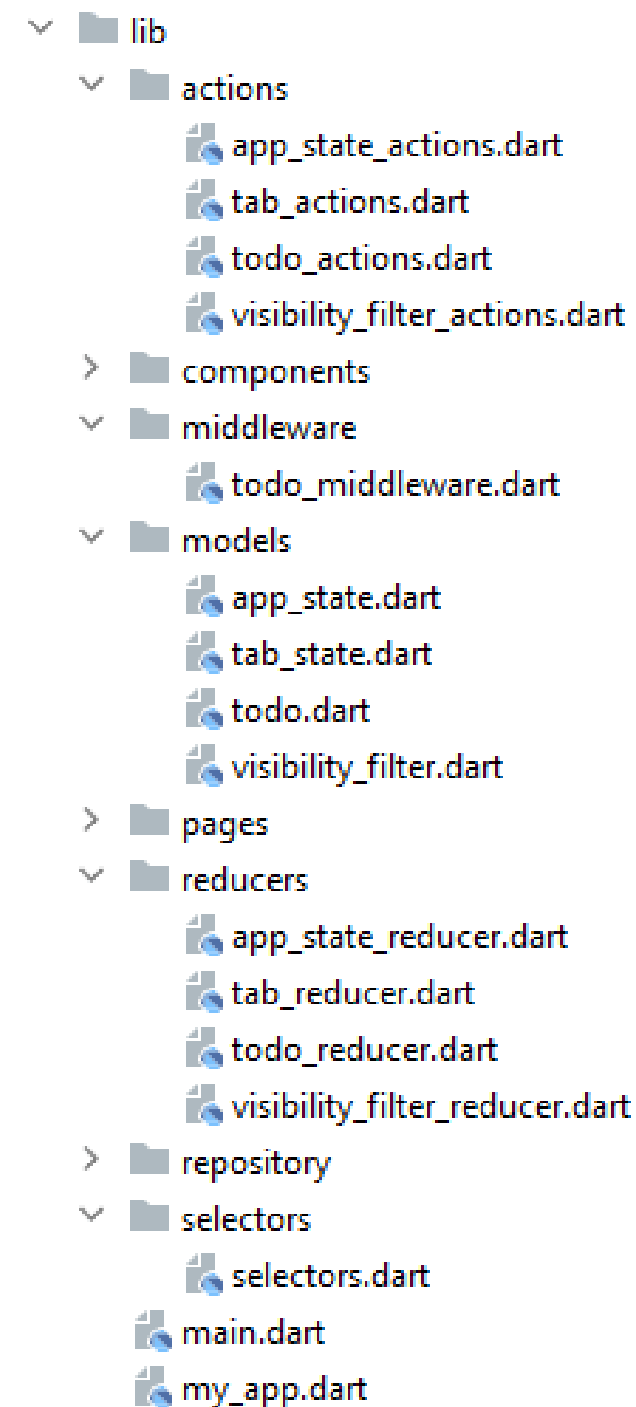 lib
actions
app_state_actions.dart
tab_actions.dart
todo_actions.dart
visibility_filter_actions.dart
components
middleware
todo_middleware.dart
models
app_state.dart
tab_state.dart
todo.dart
visibility_filter.dart
pages
reducers
app_state_reducer.dart
tab_reducer.dart
todo_reducer.dart
visibility_filter_reducer.dart
repository
selectors
selectors.dart
main.dart
my_app.dart